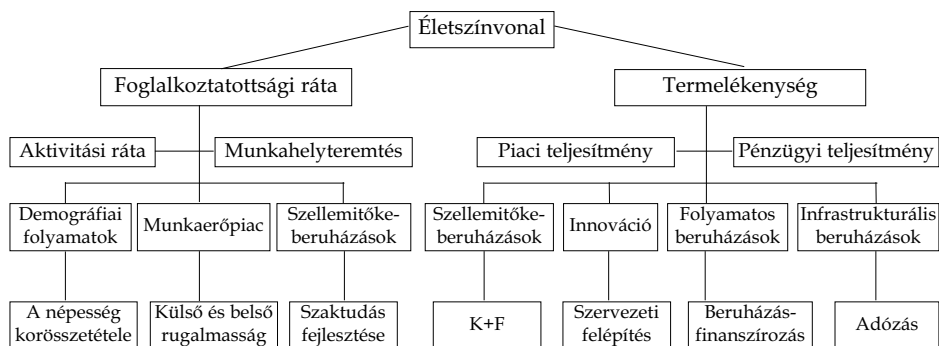 Életszínvonal
Foglalkoztatottsági ráta
Termelékenység
Aktivitási ráta
Munkahelyteremtés
Piaci teljesítmény
Pénzügyi teljesítmény
Demográfiai
folyamatok
Munkaerőpiac
Szellemitőke-
beruházások
Szellemitőke-
beruházások
Innováció
Folyamatos
beruházások
Infrastrukturális
beruházások
A népesség
korösszetétele
Külső és belső
rugalmasság
Szaktudás
fejlesztése
K+F
Szervezeti
felépítés
Beruházás-
finanszírozás
Adózás